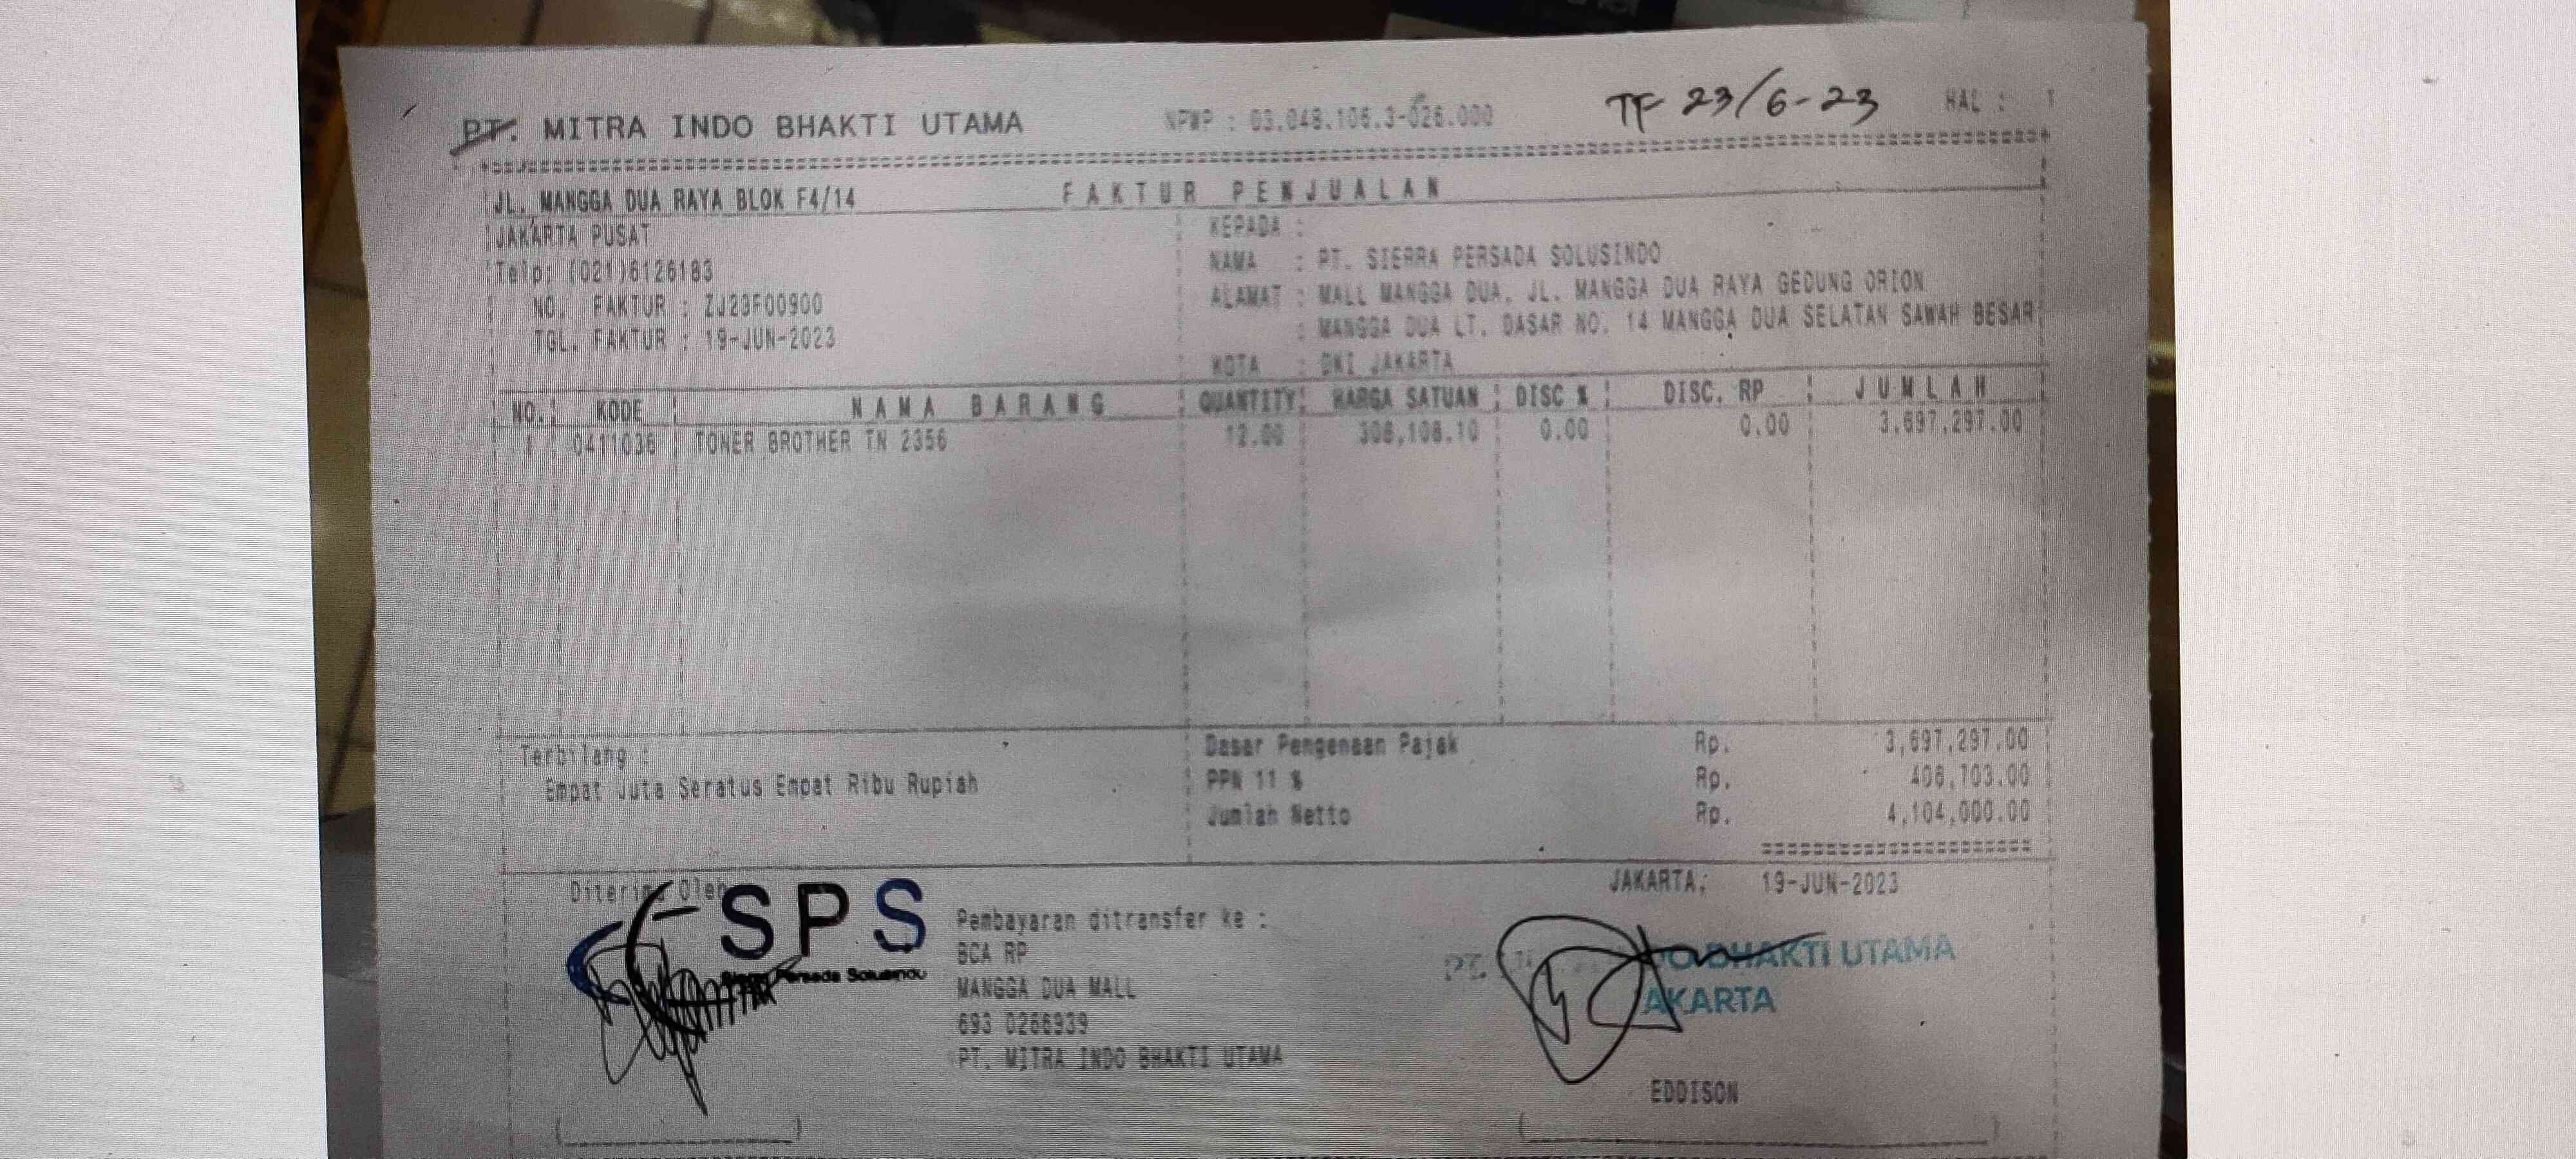 PT. MITRA INDO BHAKTI UTAMA NPWP : 03.048.106.3-026.000 TF 23/6-23 HAL : 1
JL. MANGGA DUA RAYA BLOK F4/14 FAKTUR PENJUALAN
JAKARTA PUSAT KEPADA :
Telp: (021)6126183 NAMA : PT. SIERRA PERSADA SOLUSINDO
NO. FAKTUR : ZJ23F00900 ALAMAT : MALL MANGGA DUA, JL. MANGGA DUA RAYA GEDUNG ORION
TGL. FAKTUR : 19-JUN-2023 : MANGGA DUA LT. DASAR NO. 14 MANGGA DUA SELATAN SAWAH BESAR
KOTA : DKI JAKARTA
NO. KODE NAMA BARANG QUANTITY HARGA SATUAN DISC % DISC. RP JUMLAH
1 0411036 TONER BROTHER TN 2356 12.00 308,108.10 0.00 0.00 3,697,297.00
Terbilang : Dasar Pengenaan Pajak Rp. 3,697,297.00
Empat Juta Seratus Empat Ribu Rupiah PPN 11 % Rp. 406,703.00
Jumlah Netto Rp. 4,104,000.00
Diterima Oleh JAKARTA, 19-JUN-2023
SPS
Persada Solusindo
Pembayaran ditransfer ke :
BCA RP
MANGGA DUA MALL
693 0266939
PT. MITRA INDO BHAKTI UTAMA
PT. BHAKTI UTAMA
JAKARTA
EDDISON